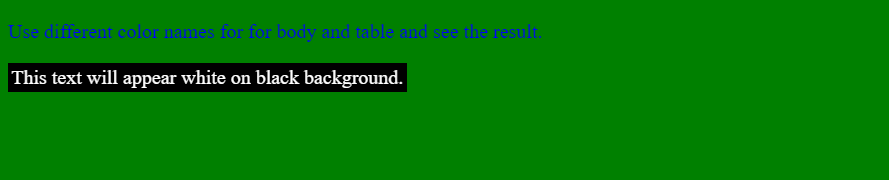 Use different color names for for body and table and see the result.
This text will appear white on black background.